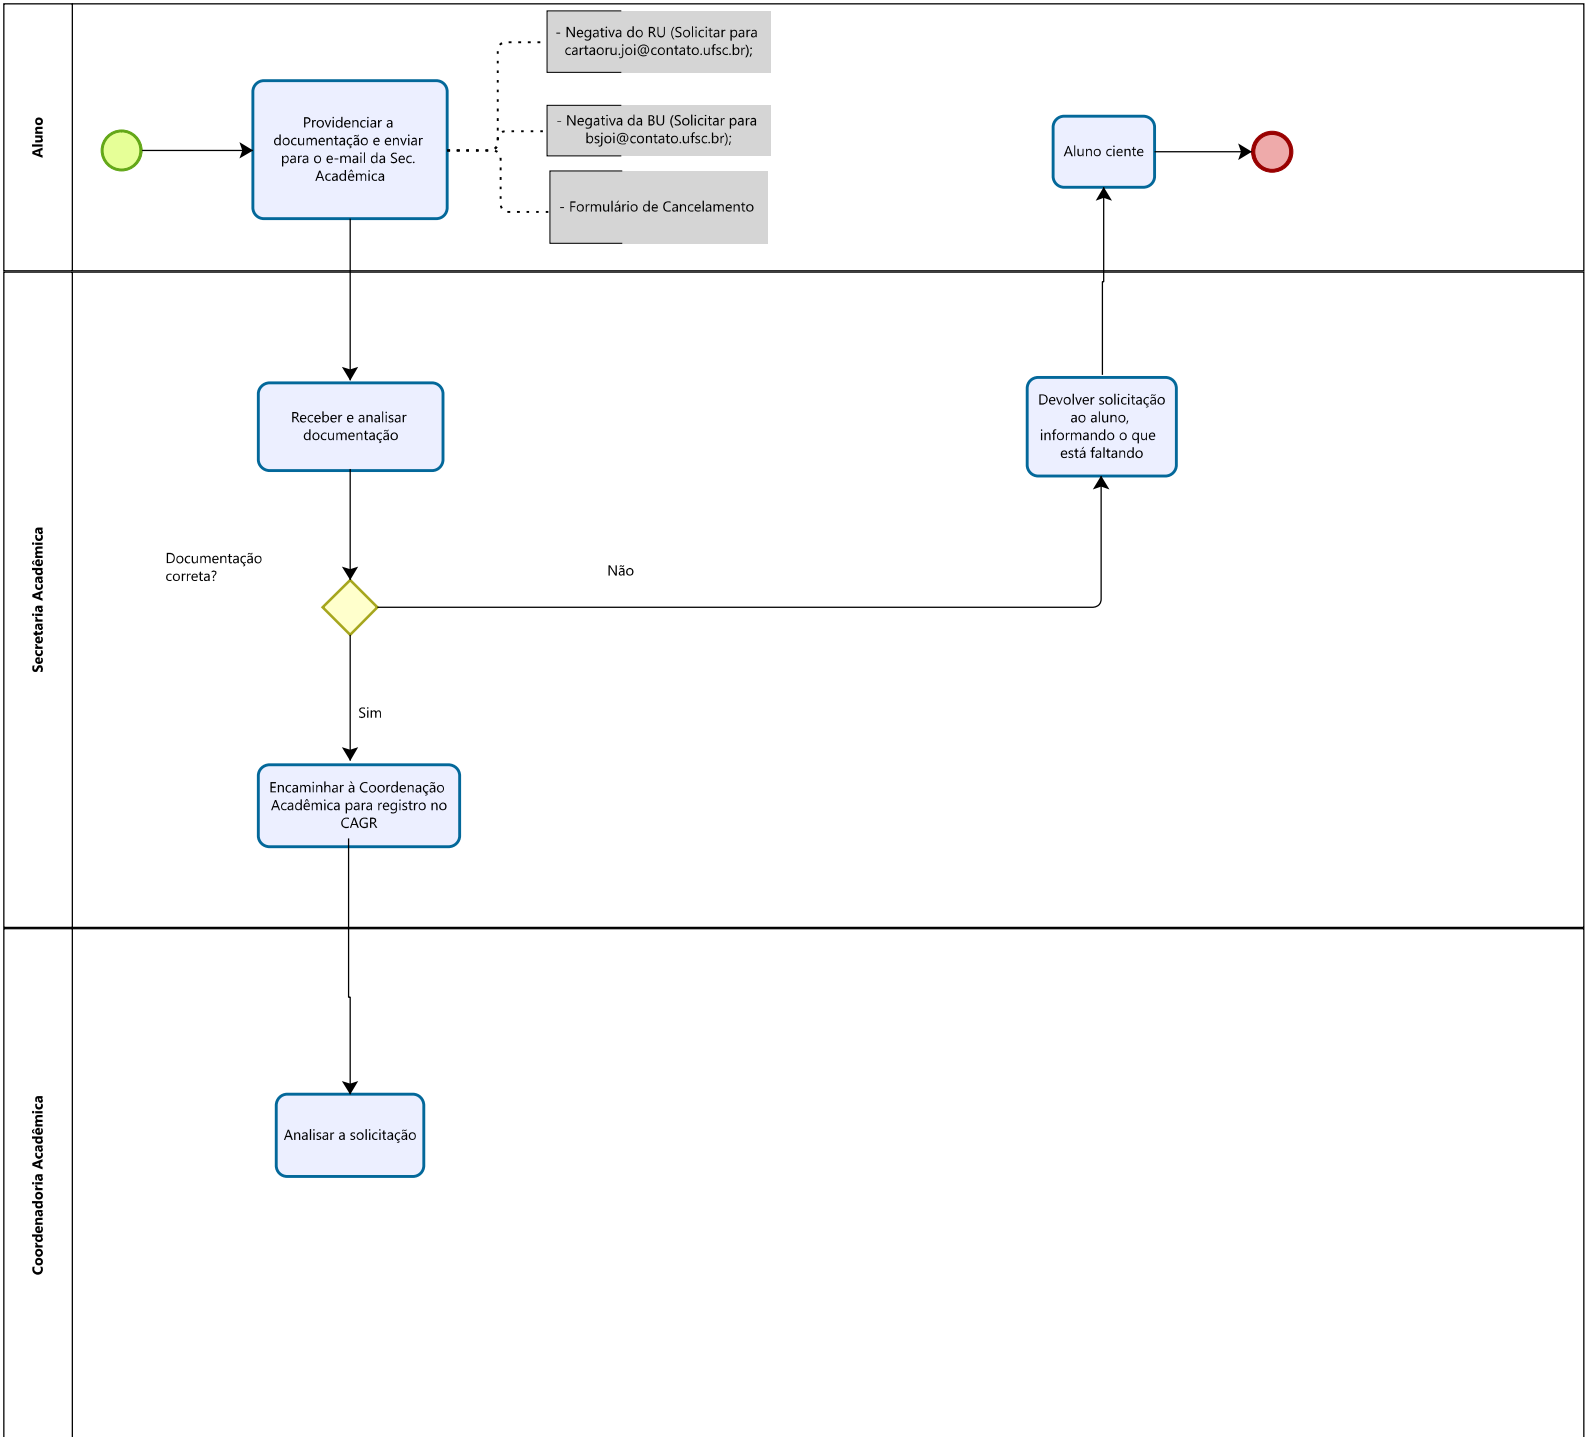 Aluno
Providenciar a
documentação e enviar
para o e-mail da Sec.
Acadêmica
- Negativa do RU (Solicitar para
cartaoru.joi@contato.ufsc.br);
- Negativa da BU (Solicitar para
bsjoi@contato.ufsc.br);
- Formulário de Cancelamento
Aluno ciente
Secretaria Acadêmica
Receber e analisar
documentação
Devolver solicitação
ao aluno,
informando o que
está faltando
Documentação
correta?
Não
Sim
Encaminhar à Coordenação
Acadêmica para registro no
CAGR
Coordenadoria Acadêmica
Analisar a solicitação